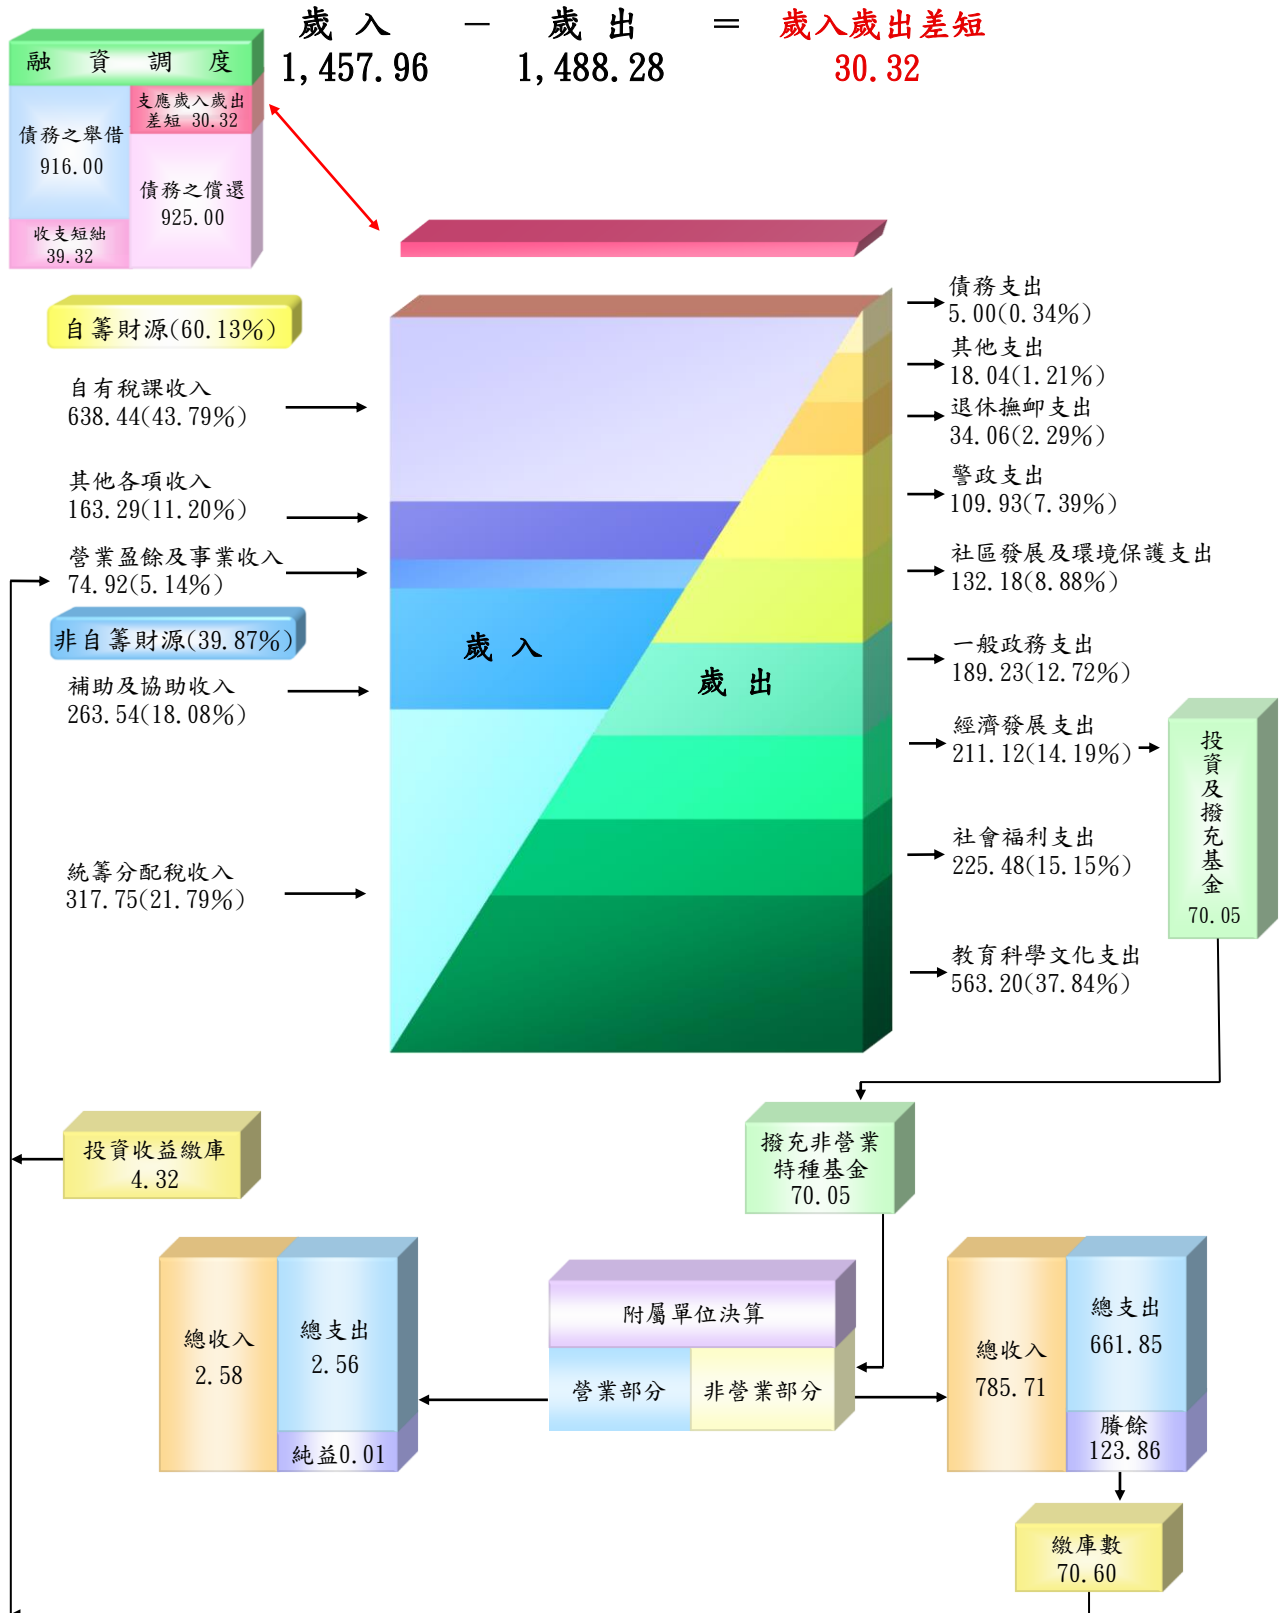 歲入 － 歲出 ＝ 歲入歲出差短
1,457.96 1,488.28 30.32
融資調度
支應歲入歲出
差短 30.32
債務之舉借
916.00
債務之償還
925.00
收支短絀
39.32
自籌財源(60.13%)
自有稅課收入
638.44(43.79%)
其他各項收入
163.29(11.20%)
營業盈餘及事業收入
74.92(5.14%)
非自籌財源(39.87%)
補助及協助收入
263.54(18.08%)
統籌分配稅收入
317.75(21.79%)
歲入
歲出
債務支出
5.00(0.34%)
其他支出
18.04(1.21%)
退休撫卹支出
34.06(2.29%)
警政支出
109.93(7.39%)
社區發展及環境保護支出
132.18(8.88%)
一般政務支出
189.23(12.72%)
經濟發展支出
211.12(14.19%)
社會福利支出
225.48(15.15%)
教育科學文化支出
563.20(37.84%)
投資及撥充基金
70.05
投資收益繳庫
4.32
撥充非營業
特種基金
70.05
總收入
2.58
總支出
2.56
純益0.01
附屬單位決算
營業部分
非營業部分
總收入
785.71
總支出
661.85
賸餘
123.86
繳庫數
70.60